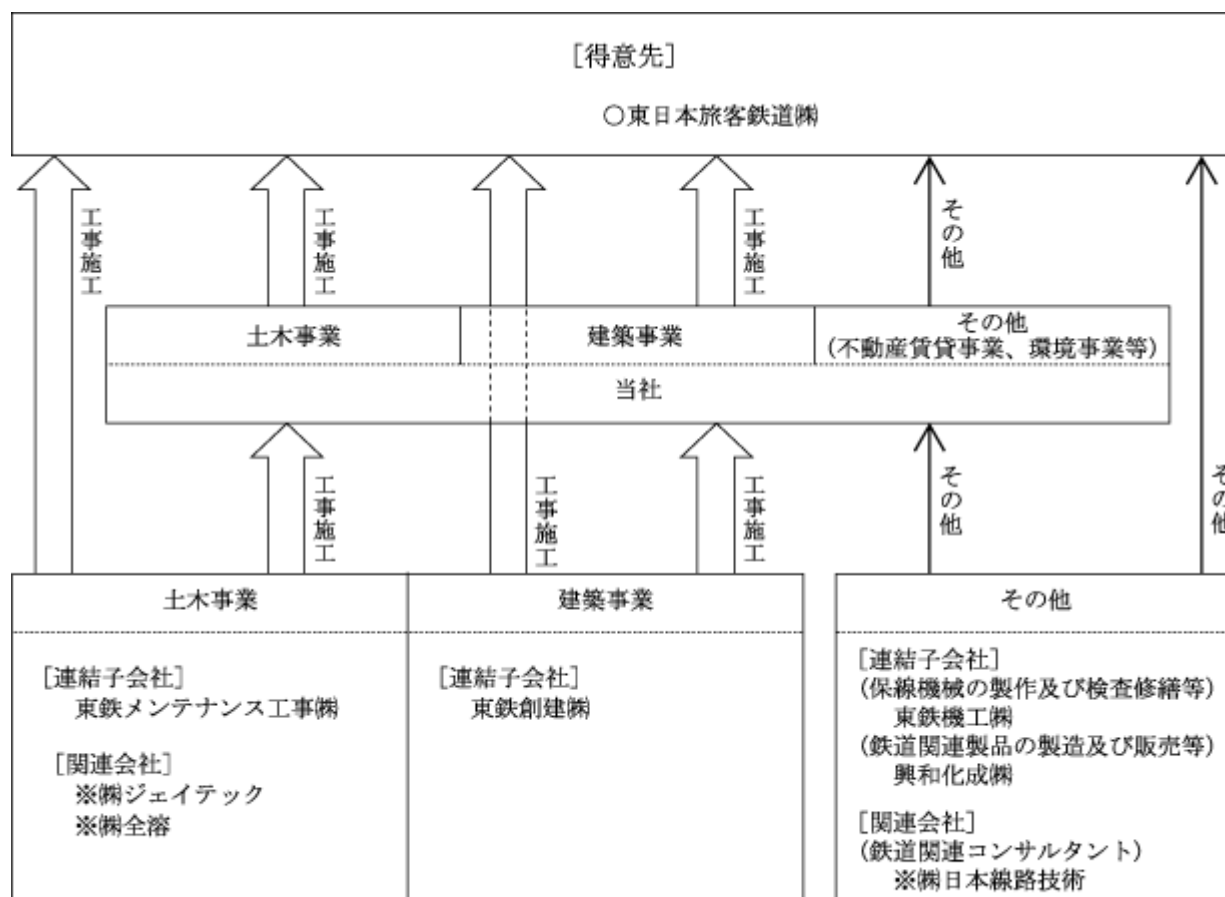 [得意先]
○東日本旅客鉄道㈱
工事施工
工事施工
工事施工
その他
土木事業
建築事業
その他
(不動産賃貸事業、環境事業等)
当社
工事施工
工事施工
工事施工
その他
その他
土木事業
建築事業
その他
[連結子会社]
東鉄メンテナンス工事㈱
[関連会社]
※㈱ジェイテック
※㈱全溶
[連結子会社]
東鉄創建㈱
[連結子会社]
(保線機械の製作及び検査修繕等)
東鉄機工㈱
(鉄道関連製品の製造及び販売等)
興和化成㈱
[関連会社]
(鉄道関連コンサルタント)
※㈱日本線路技術